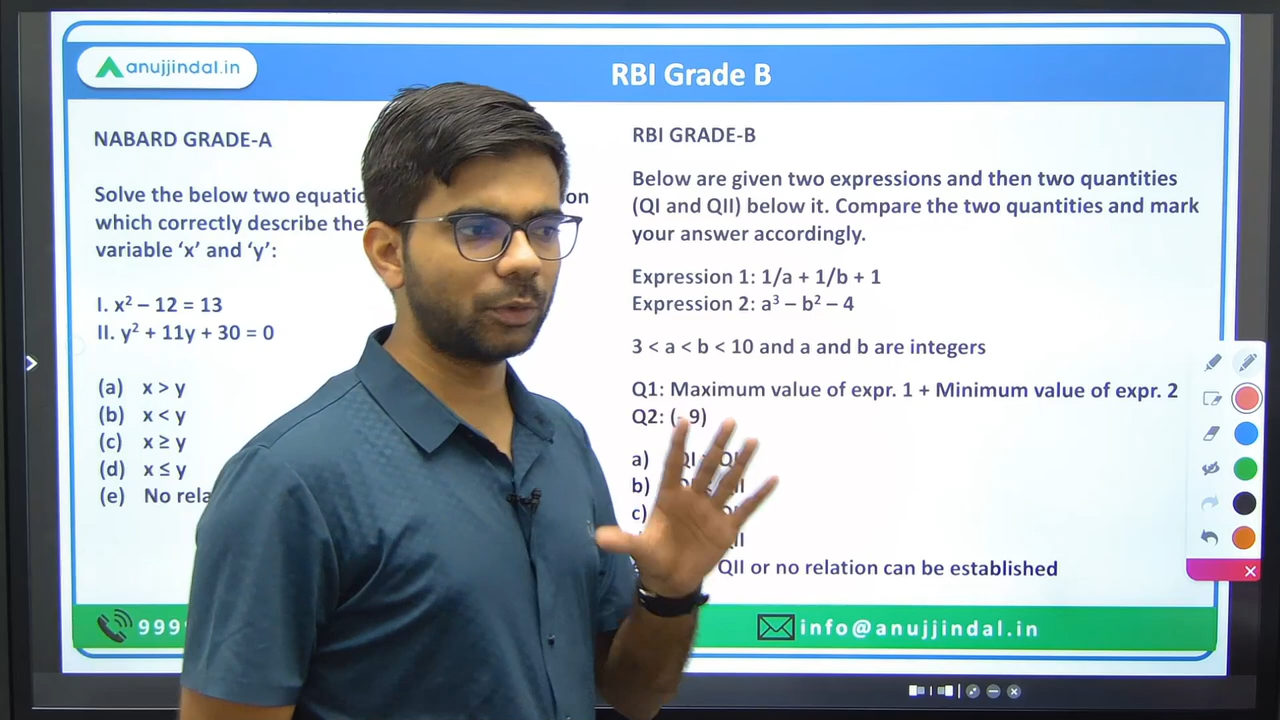 anujjindal.in
RBI Grade B
NABARD GRADE-A
Solve the below two on
which correctly describe the
variable ‘x’ and ‘y’:
I. x² – 12 = 13
II. y² + 11y + 30 = 0
(a) x > y
(b) x < y
(c) x ≥ y
(d) x ≤ y
(e) No
RBI GRADE-B
Below are given two expressions and then two quantities
(QI and QII) below it. Compare the two quantities and mark
your answer accordingly.
Expression 1: 1/a + 1/b + 1
Expression 2: a³ – b² – 4
3 < a < b < 10 and a and b are integers
Q1: Maximum value of expr. 1 + Minimum value of expr. 2
Q2: (- 9)
a) QI
b)
c)
QII or no relation can be established
999
info@anujjindal.in